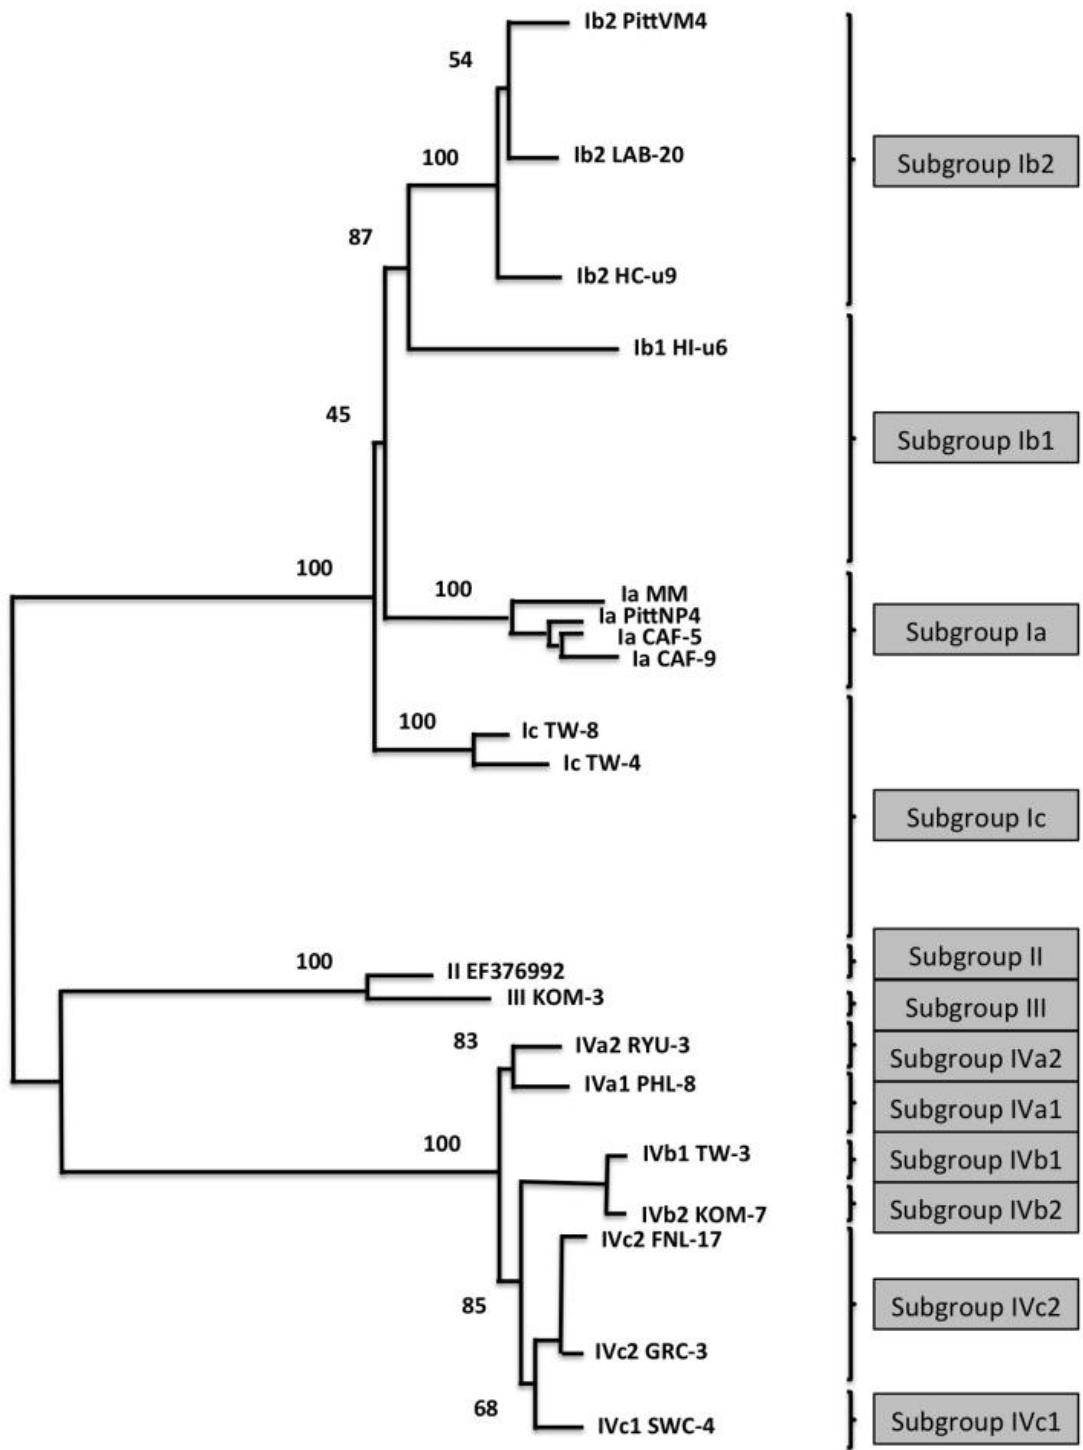 Ib2 PittVM4
54
Ib2 LAB-20
100
Subgroup Ib2
87
Ib2 HC-u9
Ib1 HI-u6
45
Subgroup Ib1
100
100
Ia MM
Ia PittNP4
Ia CAF-5
Ia CAF-9
Subgroup Ia
100
Ic TW-8
Ic TW-4
Subgroup Ic
100
II EF376992
Subgroup II
III KOM-3
Subgroup III
83
IVa2 RYU-3
Subgroup IVa2
IVa1 PHL-8
Subgroup IVa1
100
IVb1 TW-3
Subgroup IVb1
IVb2 KOM-7
Subgroup IVb2
IVc2 FNL-17
85
Subgroup IVc2
IVc2 GRC-3
68
IVc1 SWC-4
Subgroup IVc1